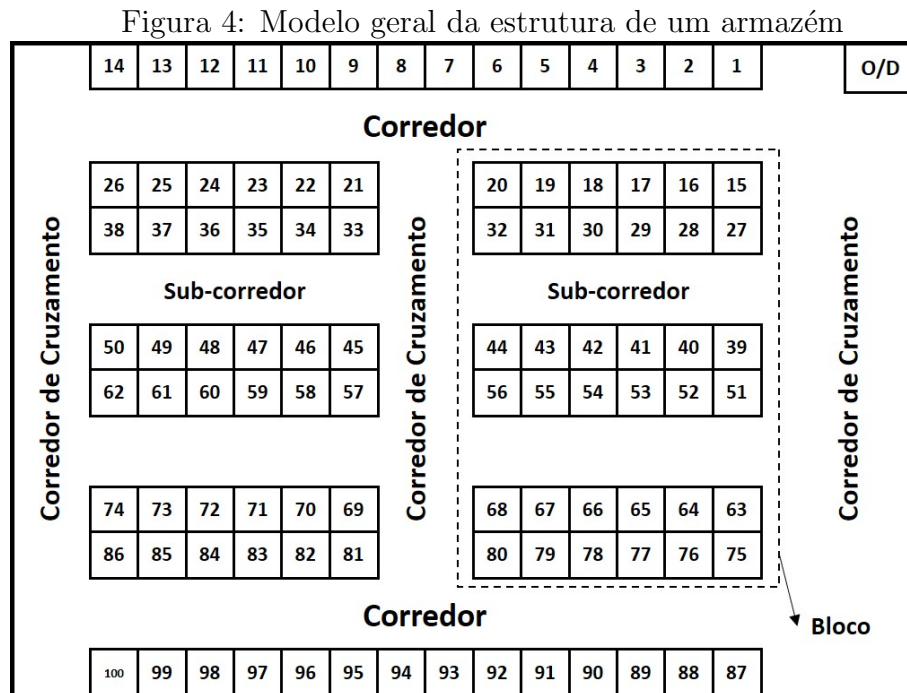 Figura 4: Modelo geral da estrutura de um armazém
14 13 12 11 10 9 8 7 6 5 4 3 2 1 O/D
Corredor
26 25 24 23 22 21 20 19 18 17 16 15
38 37 36 35 34 33 32 31 30 29 28 27
Corredor de Cruzamento
Sub-corredor
Corredor de Cruzamento
Sub-corredor
Corredor de Cruzamento
50 49 48 47 46 45 44 43 42 41 40 39
62 61 60 59 58 57 56 55 54 53 52 51
74 73 72 71 70 69 68 67 66 65 64 63
86 85 84 83 82 81 80 79 78 77 76 75
Corredor
Bloco
100 99 98 97 96 95 94 93 92 91 90 89 88 87